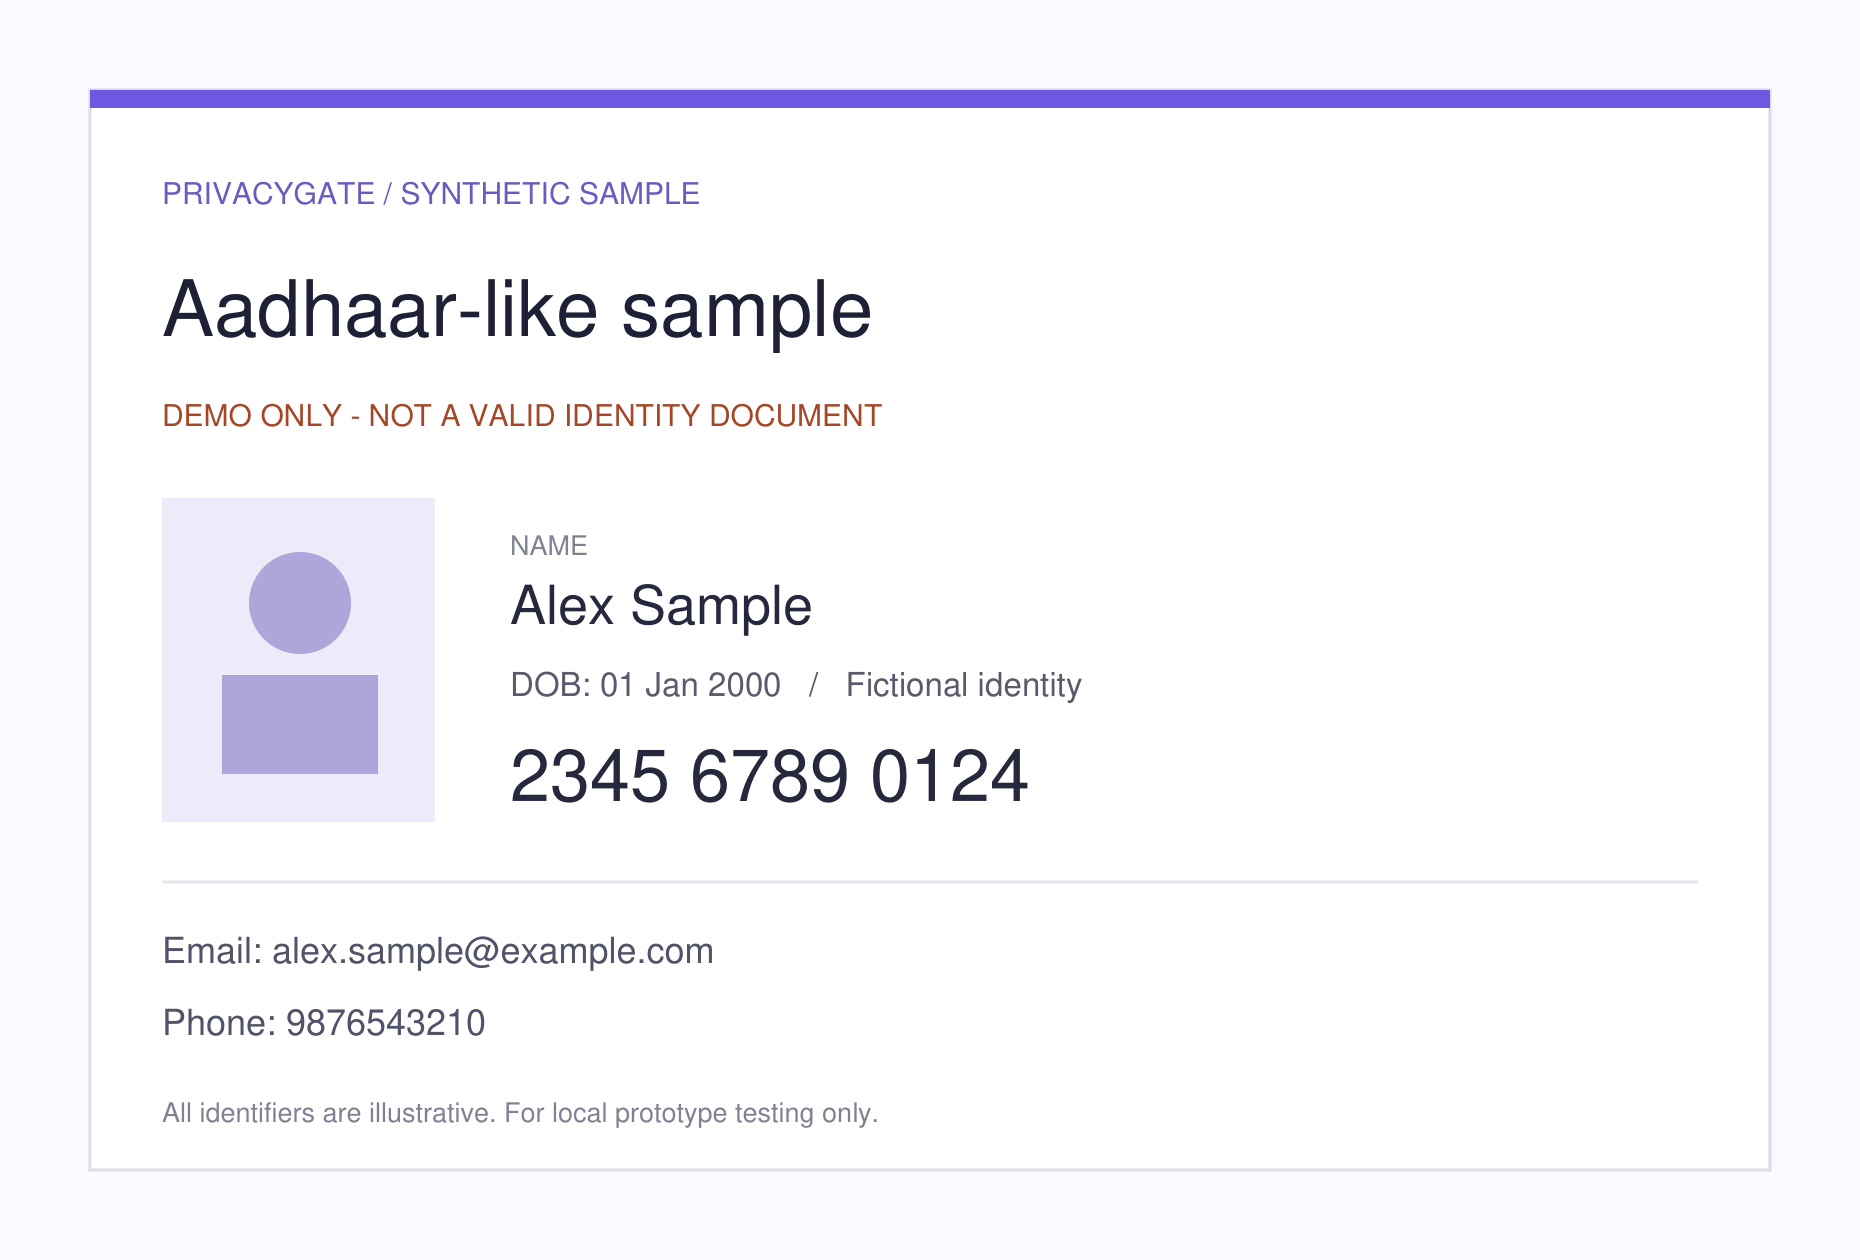 PRIVACYGATE / SYNTHETIC SAMPLE
Aadhaar-like sample
DEMO ONLY - NOT A VALID IDENTITY DOCUMENT
NAME
Alex Sample
DOB: 01 Jan 2000 / Fictional identity
2345 6789 0124
Email: alex.sample@example.com
Phone: 9876543210
All identifiers are illustrative. For local prototype testing only.